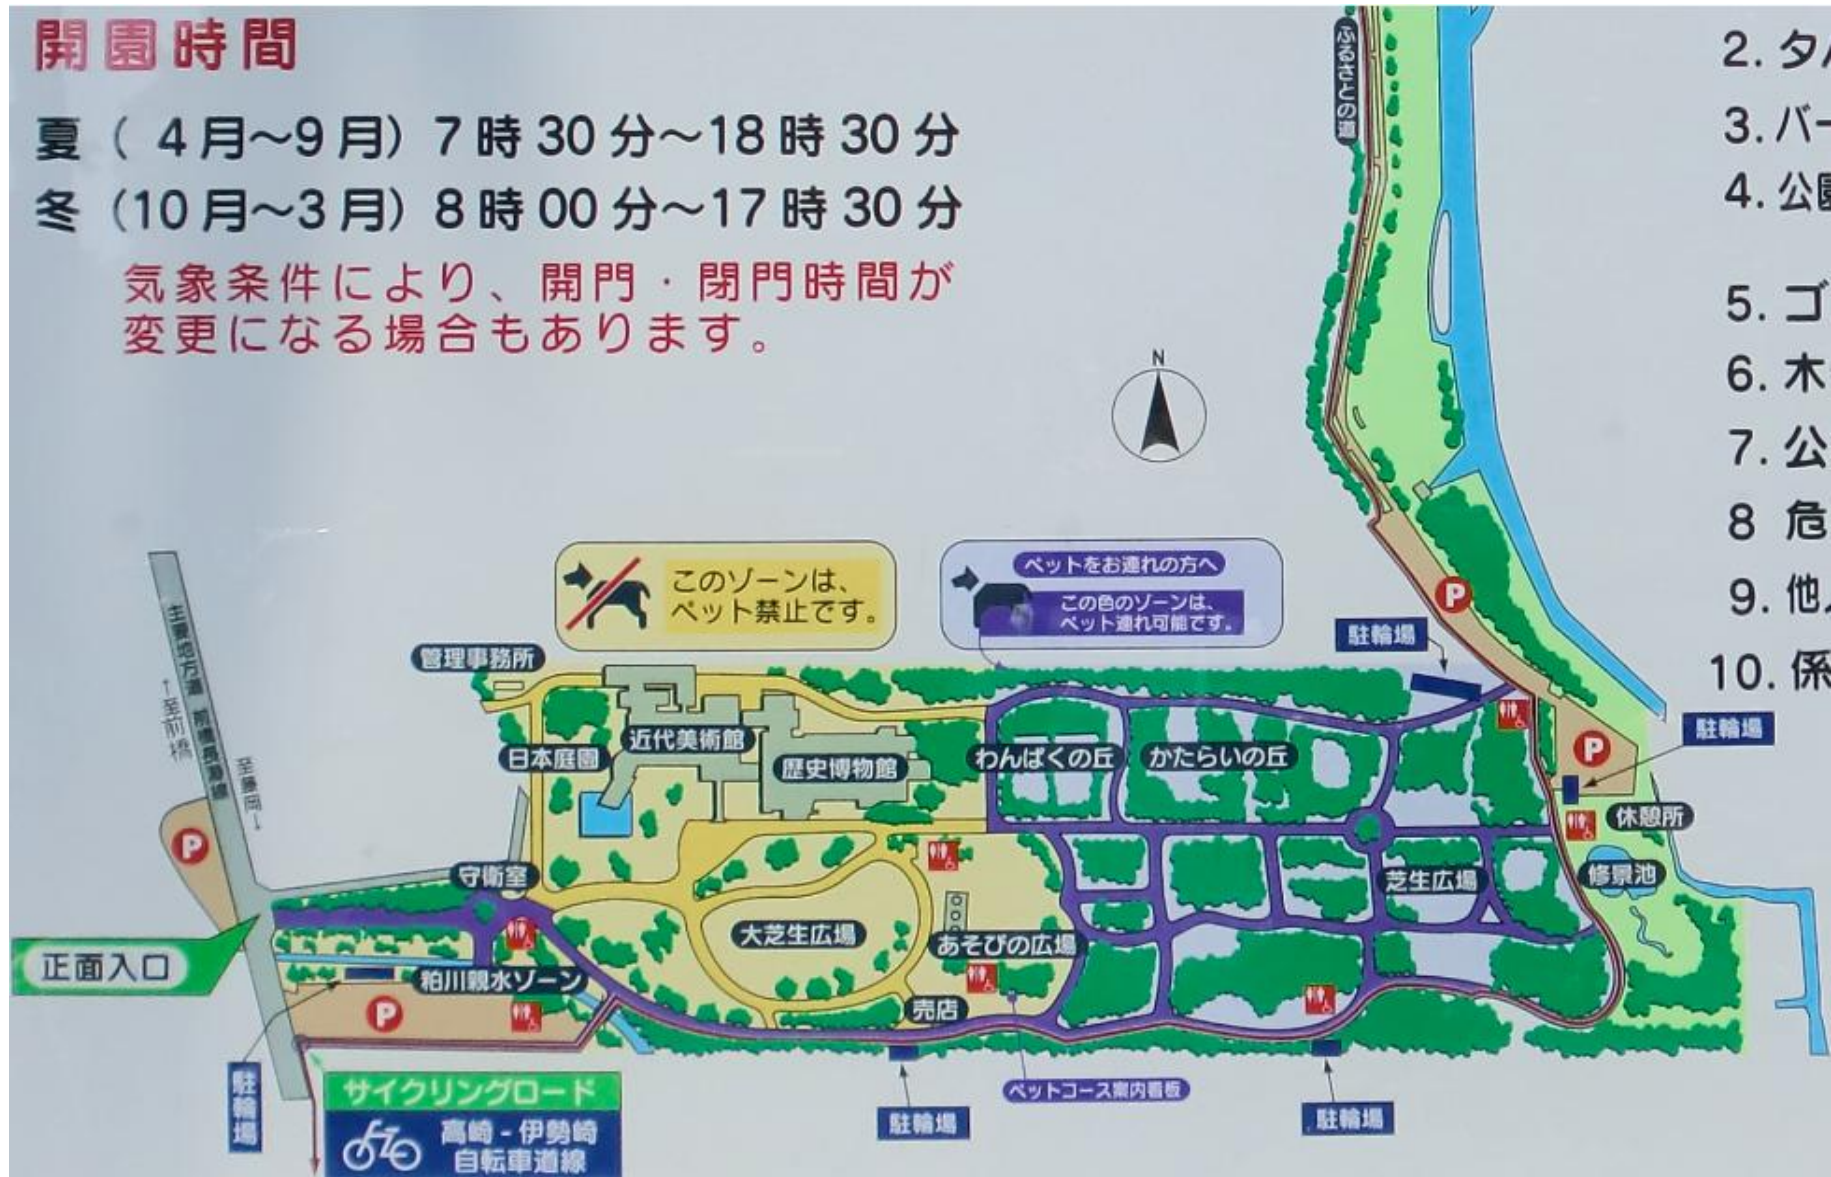 開園時間
夏（ 4月～9月）7時30分～18時30分
冬（10月～3月）8時00分～17時30分
気象条件により、開門・閉門時間が
変更になる場合もあります。
2. タ
3. バー
4. 公園
5. ゴ
6. 木
7. 公
8 危
9. 他
10. 係
ふるさとの道
N
このゾーンは、
ペット禁止です。
ペットをお連れの方へ
この色のゾーンは、
ペット連れ可能です。
P
駐輪場
管理事務所
主要地方道 前橋長瀞線
↑至前橋
至藤岡↓
日本庭園
近代美術館
歴史博物館
わんぱくの丘
かたらいの丘
P
駐輪場
休憩所
P
守衛室
芝生広場
修景池
大芝生広場
あそびの広場
正面入口
粕川親水ゾーン
P
売店
駐輪場
サイクリングロード
高崎-伊勢崎
自転車道線
駐輪場
ペットコース案内看板
駐輪場